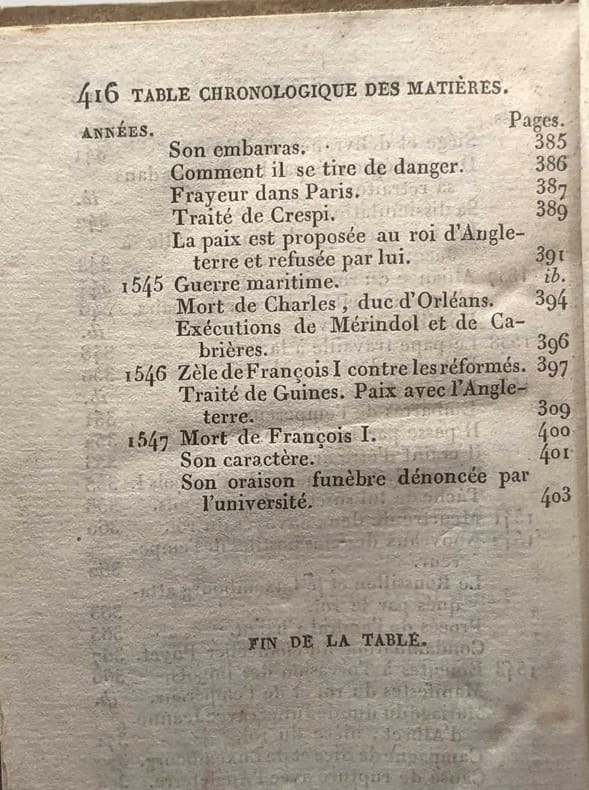 416 TABLE CHRONOLOGIQUE DES MATIÈRES.
ANNÉES. Pages.
Son embarras. 385
Comment il se tire de danger. 386
Frayeur dans Paris. 387
Traité de Crespi. 389
La paix est proposée au roi d'Angle-
terre et refusée par lui. 391
1545 Guerre maritime. ib.
Mort de Charles, duc d'Orléans. 394
Exécutions de Mérindol et de Ca-
brières. 396
1546 Zèle de François I contre les réformés. 397
Traité de Guines. Paix avec l'Angle-
terre. 309
1547 Mort de François I. 400
Son caractère. 401
Son oraison funèbre dénoncée par
l'université. 403
FIN DE LA TABLE.